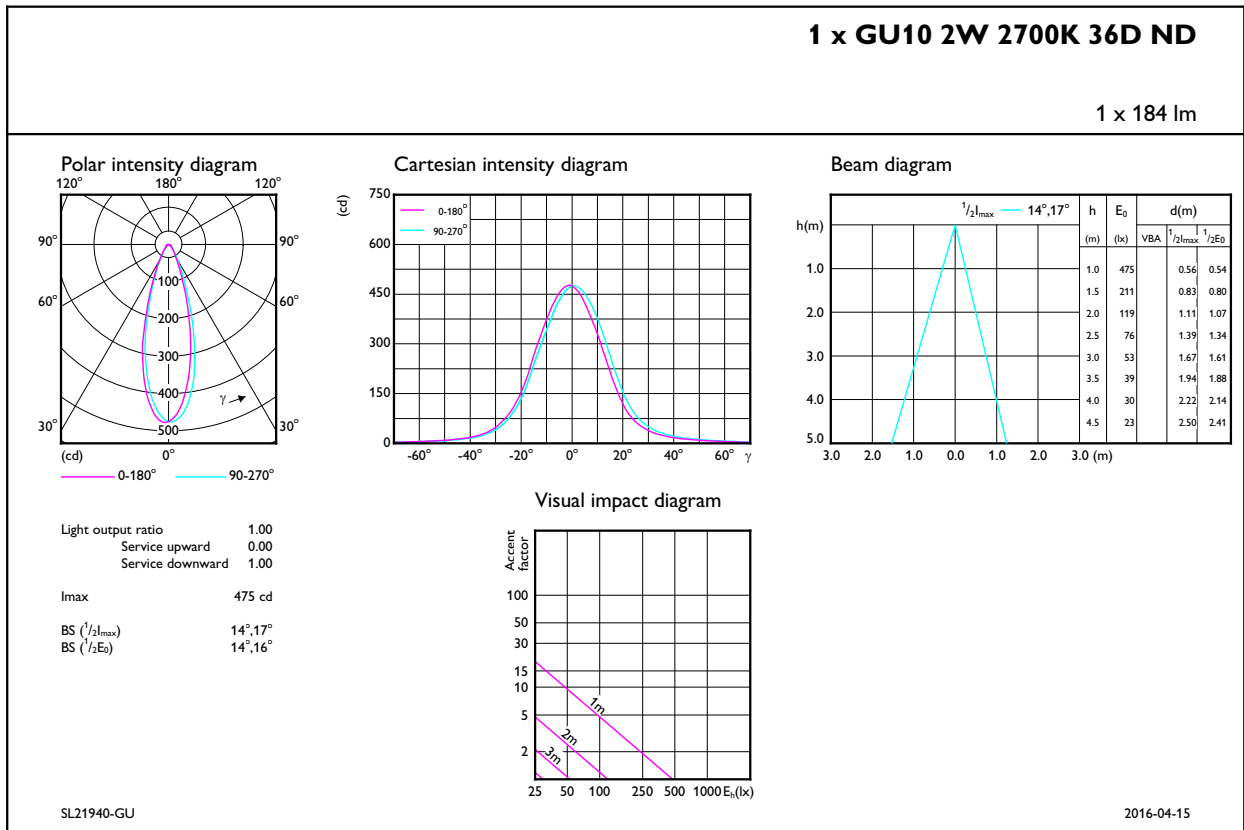 1 x GU10 2W 2700K 36D ND
1 x 184 lm
Polar intensity diagram
120° 180° 120°
90° 90°
60° 60°
30° 30°
100
200
300
400
500
γ
(cd) 0°
0-180° 90-270°
Light output ratio 1.00
Service upward 0.00
Service downward 1.00
Imax 475 cd
BS (1/2Imax) 14°,17°
BS (1/2E0) 14°,16°
Cartesian intensity diagram
(cd)
750
600
450
300
150
0
0-180°
90-270°
-60° -40° -20° 0° 20° 40° 60° γ
Beam diagram
1/2Imax 14°,17°
h(m)
1.0
2.0
3.0
4.0
5.0
3.0 2.0 1.0 0.0 1.0 2.0 3.0 (m)
h E0 d(m)
(m) (lx) VBA 1/2Imax 1/2E0
1.0 475 0.56 0.54
1.5 211 0.83 0.80
2.0 119 1.11 1.07
2.5 76 1.39 1.34
3.0 53 1.67 1.61
3.5 39 1.94 1.88
4.0 30 2.22 2.14
4.5 23 2.50 2.41
Visual impact diagram
Accent
factor
100
50
30
15
10
5
2
1m
2m
3m
25 50 100 250 500 1000 Eh(lx)
SL21940-GU
2016-04-15